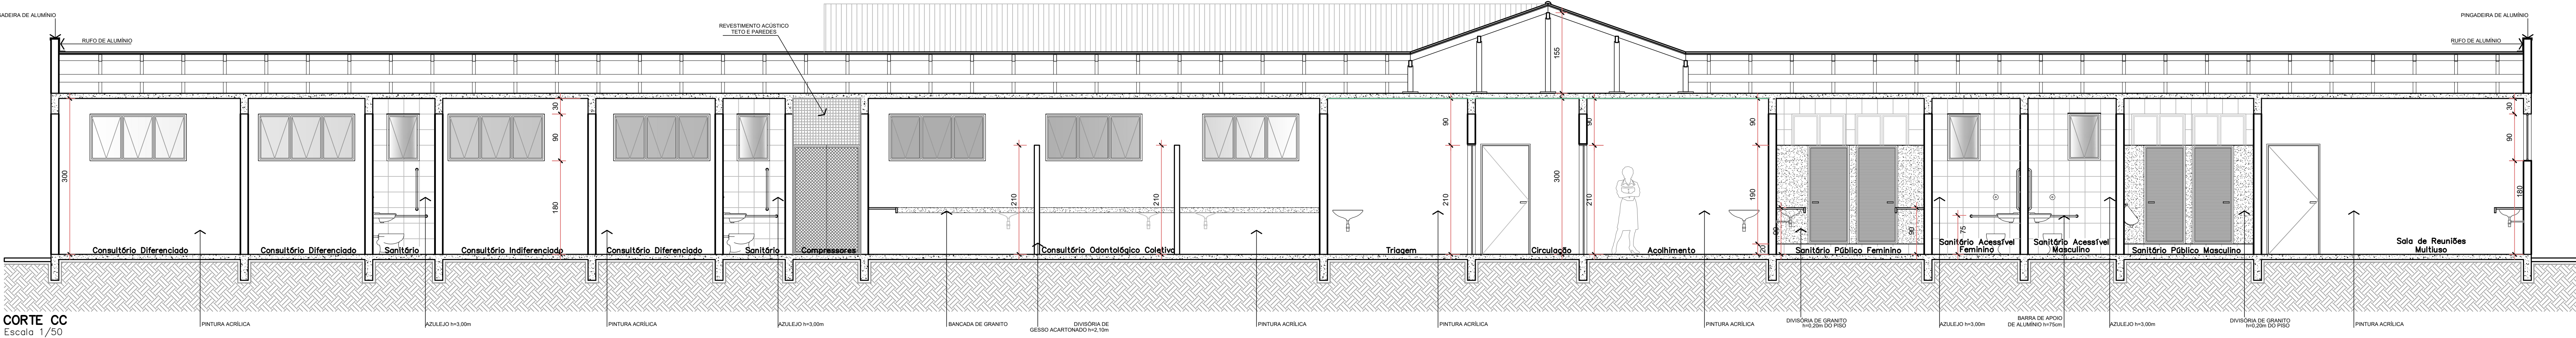 GADEIRA DE ALUMÍNIO
RUFO DE ALUMÍNIO
REVESTIMENTO ACÚSTICO
TETO E PAREDES
PINGADEIRA DE ALUMÍNIO
RUFO DE ALUMÍNIO
155
300
30
90
180
210
210
90
210
300
90
210
90
190
20
90
90
75
30
90
180
Consultório Diferenciado
Consultório Diferenciado
Sanitário
Consultório Indiferenciado
Consultório Diferenciado
Sanitário
Compressores
Consultório Odontológico Coletivo
Triagem
Circulação
Acolhimento
Sanitário Público Feminino
Sanitário Acessível
Feminino
Sanitário Acessível
Masculino
Sanitário Público Masculino
Sala de Reuniões
Multiuso
CORTE CC
Escala 1/50
PINTURA ACRÍLICA
AZULEJO h=3,00m
PINTURA ACRÍLICA
AZULEJO h=3,00m
BANCADA DE GRANITO
DIVISÓRIA DE
GESSO ACARTONADO h=2,10m
PINTURA ACRÍLICA
PINTURA ACRÍLICA
PINTURA ACRÍLICA
DIVISÓRIA DE GRANITO
h=0,20m DO PISO
AZULEJO h=3,00m
BARRA DE APOIO
DE ALUMÍNIO h=75cm
AZULEJO h=3,00m
DIVISÓRIA DE GRANITO
h=0,20m DO PISO
PINTURA ACRÍLICA